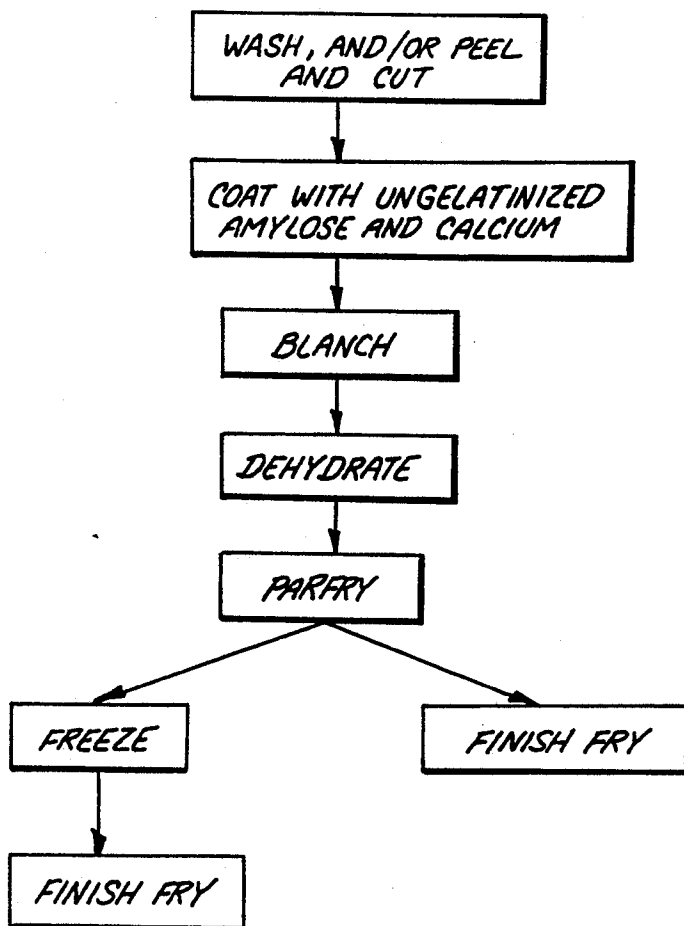 WASH, AND/OR PEEL
AND CUT
COAT WITH UNGELATINIZED
AMYLOSE AND CALCIUM
BLANCH
DEHYDRATE
PARFRY
FREEZE
FINISH FRY
FINISH FRY